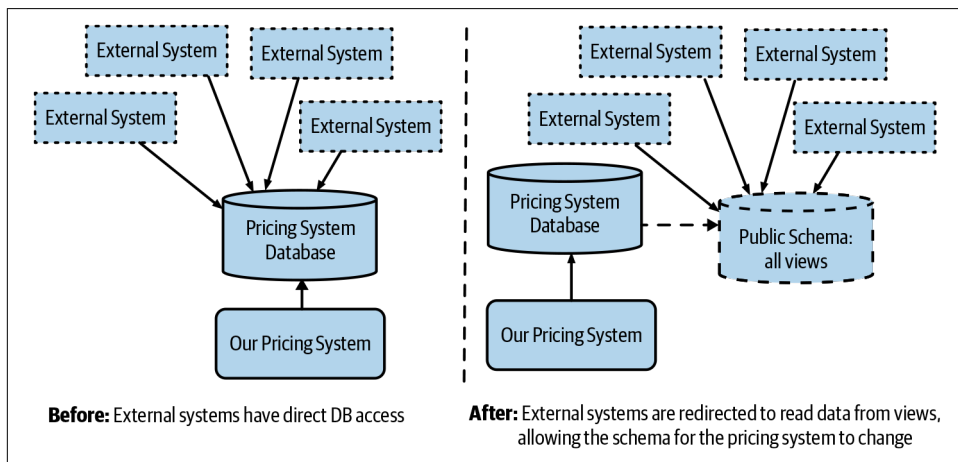 External System
External System
External System
External System
Pricing System
Database
Our Pricing System
Before: External systems have direct DB access
External System
External System
External System
External System
Pricing System
Database
Public Schema:
all views
Our Pricing System
After: External systems are redirected to read data from views,
allowing the schema for the pricing system to change